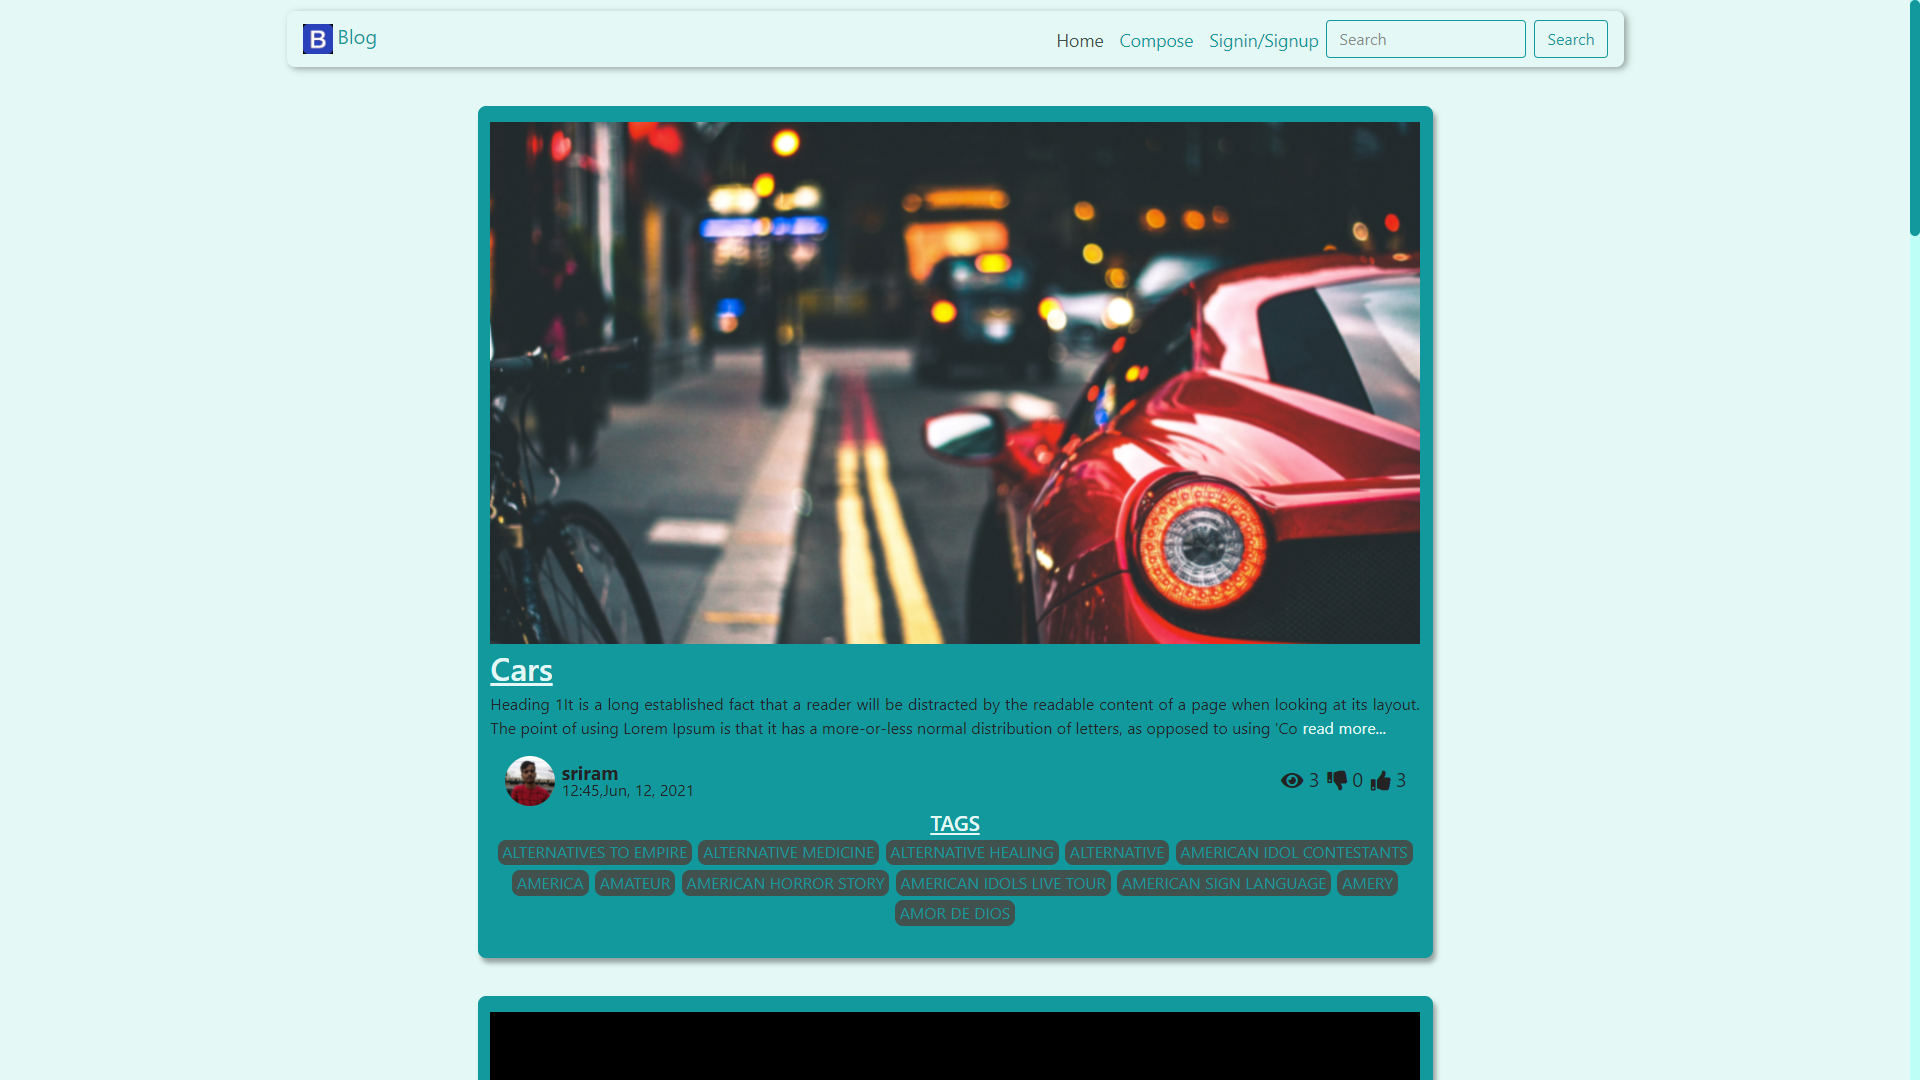 B Blog Home Compose Signin/Signup Search Search
Cars
Heading 1It is a long established fact that a reader will be distracted by the readable content of a page when looking at its layout.
The point of using Lorem Ipsum is that it has a more-or-less normal distribution of letters, as opposed to using 'Co read more...
sriram
12:45,Jun, 12, 2021
3 0 3
TAGS
ALTERNATIVES TO EMPIRE ALTERNATIVE MEDICINE ALTERNATIVE HEALING ALTERNATIVE AMERICAN IDOL CONTESTANTS
AMERICA AMATEUR AMERICAN HORROR STORY AMERICAN IDOLS LIVE TOUR AMERICAN SIGN LANGUAGE AMERY
AMOR DE DIOS